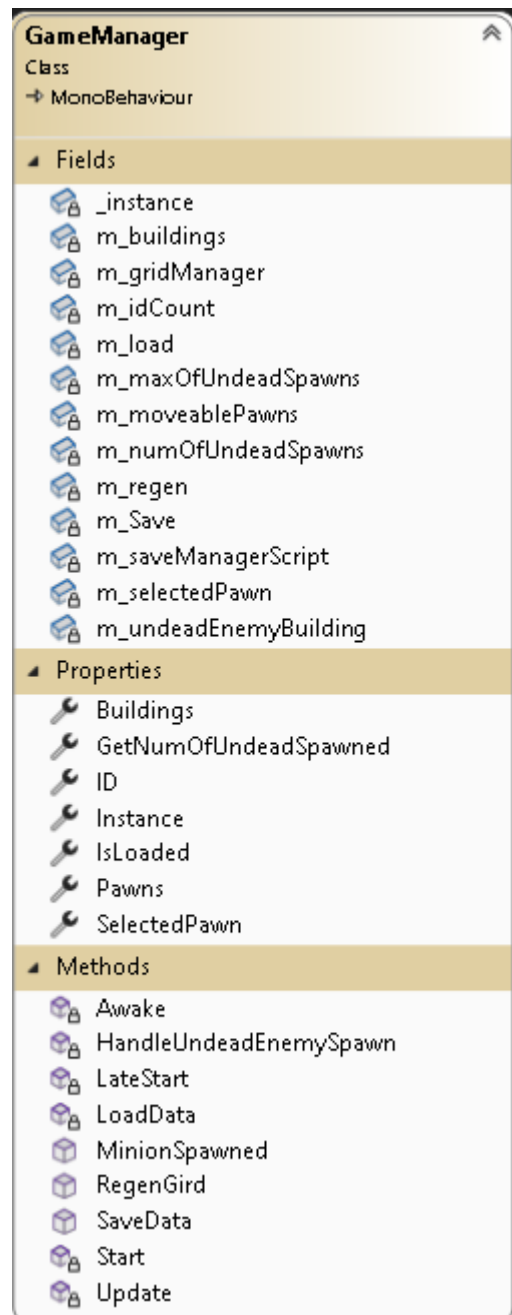 GameManager
Class
MonoBehaviour
Fields
_instance
m_buildings
m_gridManager
m_idCount
m_load
m_maxOfUndeadSpawns
m_moveablePawns
m_numOfUndeadSpawns
m_regen
m_Save
m_saveManagerScript
m_selectedPawn
m_undeadEnemyBuilding
Properties
Buildings
GetNumOfUndeadSpawned
ID
Instance
IsLoaded
Pawns
SelectedPawn
Methods
Awake
HandleUndeadEnemySpawn
LateStart
LoadData
MinionSpawned
RegenGird
SaveData
Start
Update